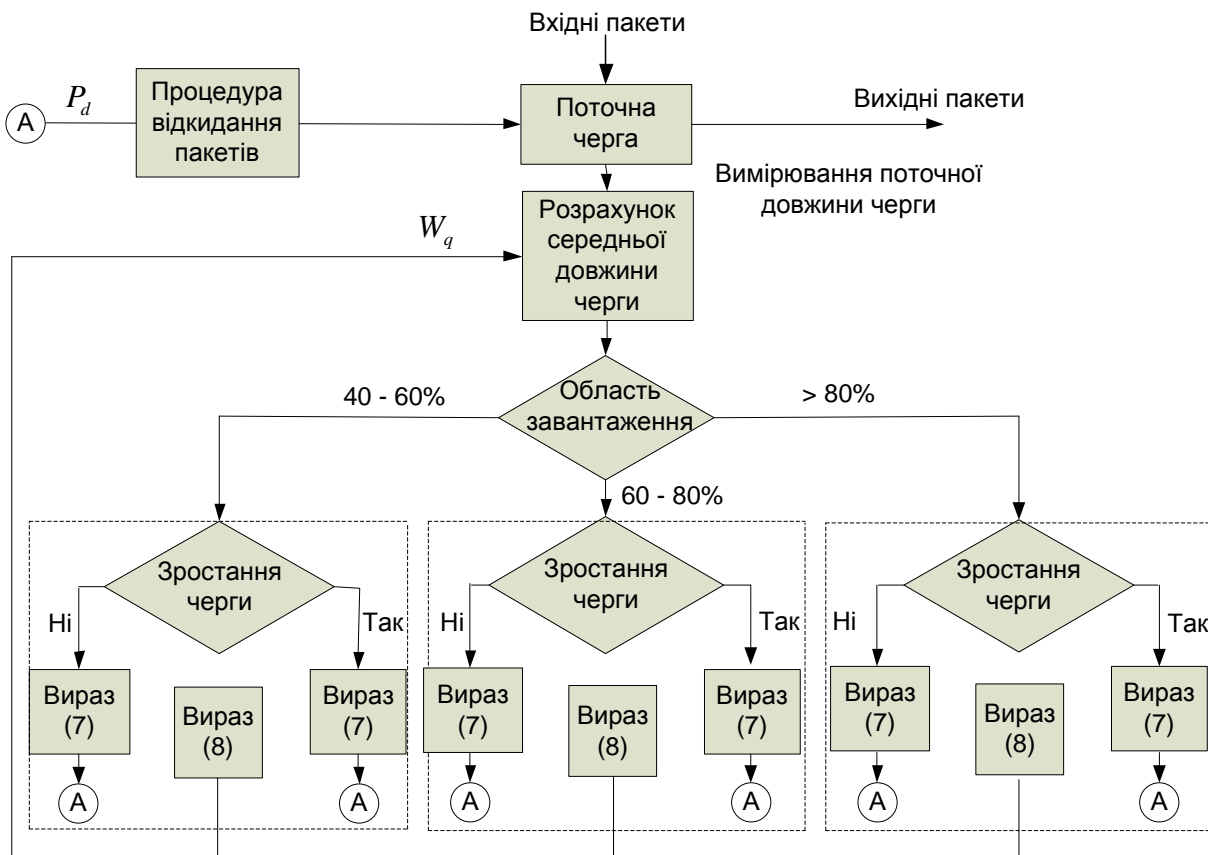 Вхідні пакети
A
P_d
Процедура
відкидання
пакетів
Поточна
черга
Вихідні пакети
Вимірювання поточної
довжини черги
W_q
Розрахунок
середньої
довжини
черги
40 - 60%
Область
завантаження
> 80%
60 - 80%
Зростання
черги
Ні
Так
Вираз
(7)
Вираз
(8)
Вираз
(7)
A
A
Зростання
черги
Ні
Так
Вираз
(7)
Вираз
(8)
Вираз
(7)
A
A
Зростання
черги
Ні
Так
Вираз
(7)
Вираз
(8)
Вираз
(7)
A
A